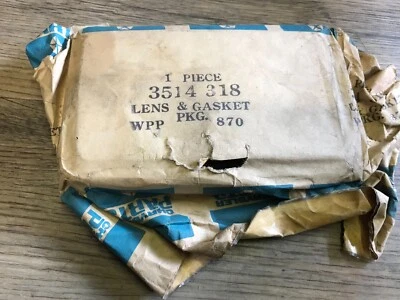 1 PIECE
3514 318
LENS & GASKET
WPP PKG. 870